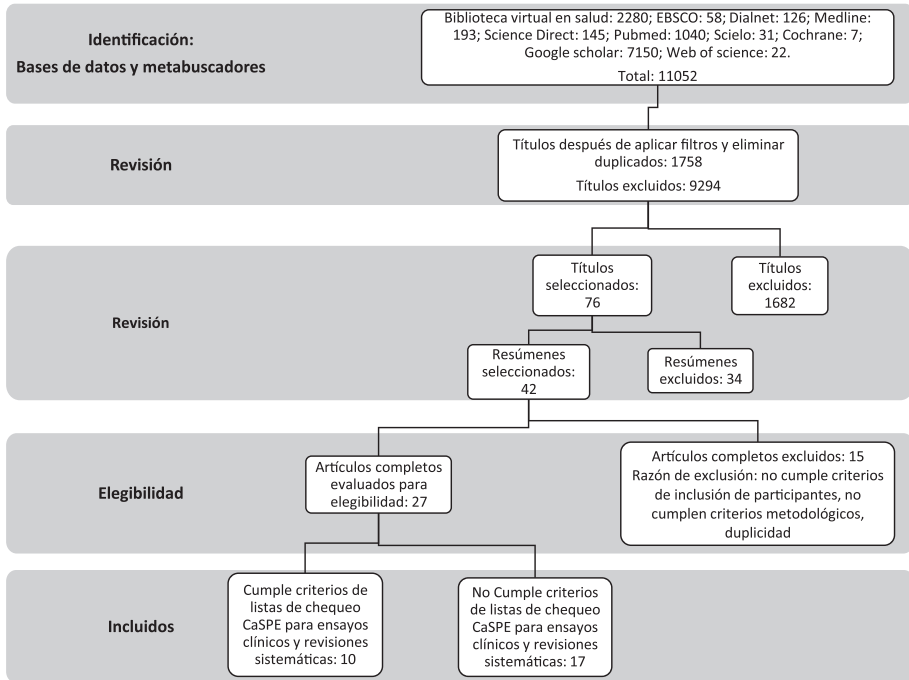 Identificación:
Bases de datos y metabuscadores
Biblioteca virtual en salud: 2280; EBSCO: 58; Dialnet: 126; Medline:
193; Science Direct: 145; Pubmed: 1040; Scielo: 31; Cochrane: 7;
Google scholar: 7150; Web of science: 22.
Total: 11052
Revisión
Títulos después de aplicar filtros y eliminar
duplicados: 1758
Títulos excluidos: 9294
Revisión
Títulos
seleccionados:
76
Títulos
excluidos:
1682
Resúmenes
seleccionados:
42
Resúmenes
excluidos: 34
Elegibilidad
Artículos completos
evaluados para
elegibilidad: 27
Artículos completos excluidos: 15
Razón de exclusión: no cumple criterios
de inclusión de participantes, no
cumplen criterios metodológicos,
duplicidad
Incluidos
Cumple criterios de
listas de chequeo
CaSPE para ensayos
clínicos y revisiones
sistemáticas: 10
No Cumple criterios
de listas de chequeo
CaSPE para ensayos
clínicos y revisiones
sistemáticas: 17